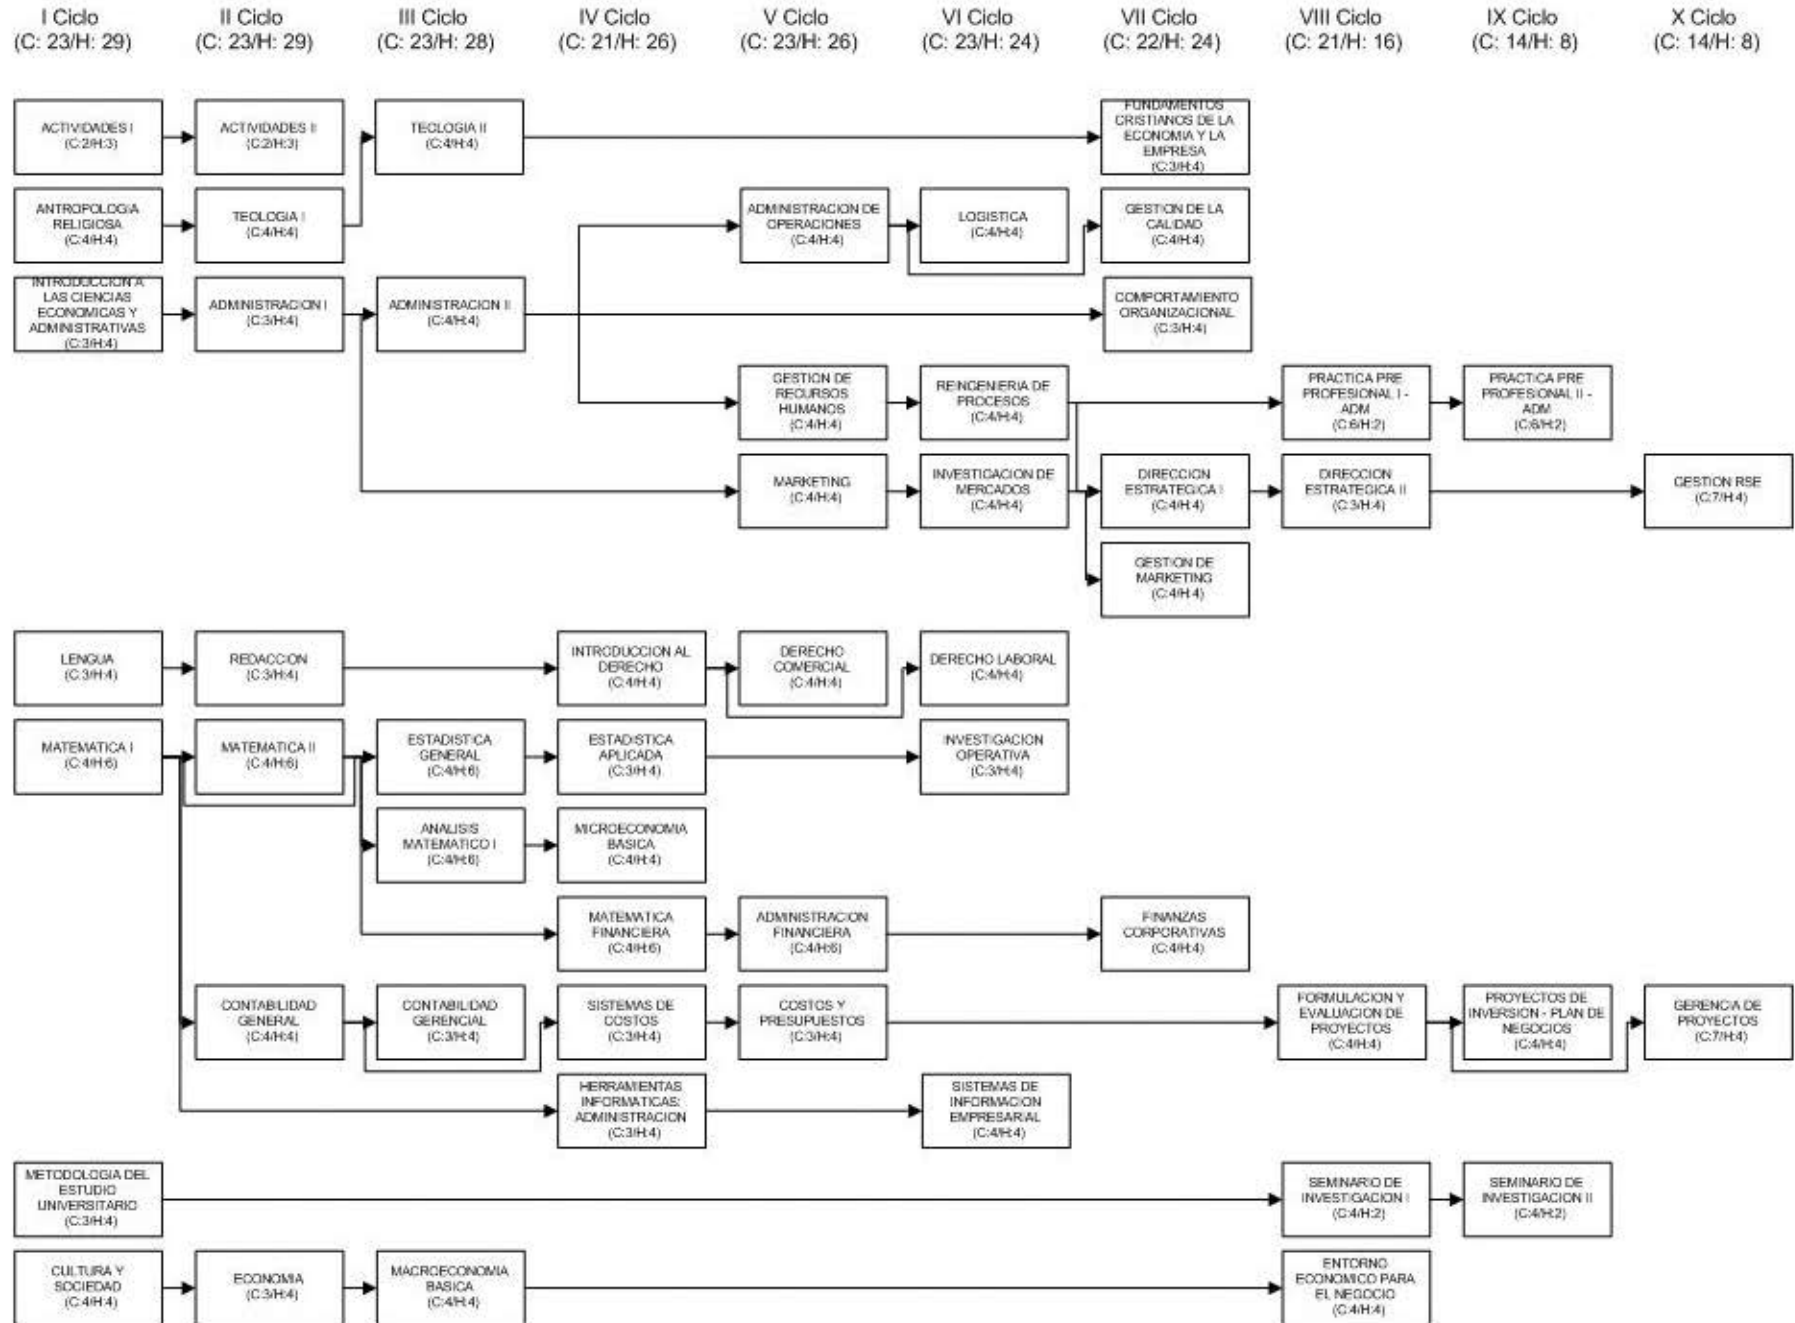 I Ciclo
(C: 23/H: 29)
II Ciclo
(C: 23/H: 29)
III Ciclo
(C: 23/H: 28)
IV Ciclo
(C: 21/H: 26)
V Ciclo
(C: 23/H: 26)
VI Ciclo
(C: 23/H: 24)
VII Ciclo
(C: 22/H: 24)
VIII Ciclo
(C: 21/H: 16)
IX Ciclo
(C: 14/H: 8)
X Ciclo
(C: 14/H: 8)
ACTIVIDADES I
(C:2/H:3)
ACTIVIDADES II
(C:2/H:3)
TEOLOGIA II
(C:4/H:4)
FUNDAMENTOS
CRISTIANOS DE LA
ECONOMIA Y LA
EMPRESA
(C:3/H:4)
ANTROPOLOGIA
RELIGIOSA
(C:4/H:4)
TEOLOGIA I
(C:4/H:4)
ADMINISTRACION DE
OPERACIONES
(C:4/H:4)
LOGISTICA
(C:4/H:4)
GESTION DE LA
CALIDAD
(C:4/H:4)
INTRODUCCION A
LAS CIENCIAS
ECONOMICAS Y
ADMINISTRATIVAS
(C:3/H:4)
ADMINISTRACION I
(C:3/H:4)
ADMINISTRACION II
(C:4/H:4)
COMPORTAMIENTO
ORGANIZACIONAL
(C:3/H:4)
GESTION DE
RECURSOS
HUMANOS
(C:4/H:4)
REINGENIERIA DE
PROCESOS
(C:4/H:4)
PRACTICA PRE
PROFESIONAL I -
ADM
(C:6/H:2)
PRACTICA PRE
PROFESIONAL II -
ADM
(C:6/H:2)
MARKETING
(C:4/H:4)
INVESTIGACION DE
MERCADOS
(C:4/H:4)
DIRECCION
ESTRATEGICA I
(C:4/H:4)
DIRECCION
ESTRATEGICA II
(C:3/H:4)
GESTION RSE
(C:7/H:4)
GESTION DE
MARKETING
(C:4/H:4)
LENGUA
(C:3/H:4)
REDACCION
(C:3/H:4)
INTRODUCCION AL
DERECHO
(C:4/H:4)
DERECHO
COMERCIAL
(C:4/H:4)
DERECHO LABORAL
(C:4/H:4)
MATEMATICA I
(C:4/H:6)
MATEMATICA II
(C:4/H:6)
ESTADISTICA
GENERAL
(C:4/H:6)
ESTADISTICA
APLICADA
(C:3/H:4)
INVESTIGACION
OPERATIVA
(C:3/H:4)
ANALISIS
MATEMATICO I
(C:4/H:6)
MICROECONOMIA
BASICA
(C:4/H:4)
MATEMATICA
FINANCIERA
(C:4/H:6)
ADMINISTRACION
FINANCIERA
(C:4/H:6)
FINANZAS
CORPORATIVAS
(C:4/H:4)
CONTABILIDAD
GENERAL
(C:4/H:4)
CONTABILIDAD
GERENCIAL
(C:3/H:4)
SISTEMAS DE
COSTOS
(C:3/H:4)
COSTOS Y
PRESUPUESTOS
(C:3/H:4)
FORMULACION Y
EVALUACION DE
PROYECTOS
(C:4/H:4)
PROYECTOS DE
INVERSION - PLAN DE
NEGOCIOS
(C:4/H:4)
GERENCIA DE
PROYECTOS
(C:7/H:4)
HERRAMIENTAS
INFORMATICAS:
ADMINISTRACION
(C:3/H:4)
SISTEMAS DE
INFORMACION
EMPRESARIAL
(C:4/H:4)
METODOLOGIA DEL
ESTUDIO
UNIVERSITARIO
(C:3/H:4)
SEMINARIO DE
INVESTIGACION I
(C:4/H:2)
SEMINARIO DE
INVESTIGACION II
(C:4/H:2)
CULTURA Y
SOCIEDAD
(C:4/H:4)
ECONOMIA
(C:3/H:4)
MACROECONOMIA
BASICA
(C:4/H:4)
ENTORNO
ECONOMICO PARA
EL NEGOCIO
(C:4/H:4)